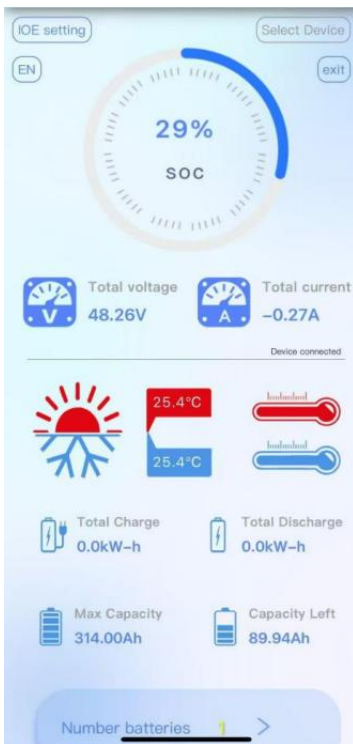 IOE setting
Select Device
EN
exit
29%
SOC
Total voltage
48.26V
V
Total current
-0.27A
A
Device connected
25.4°C
25.4°C
Total Charge
0.0kW-h
Total Discharge
0.0kW-h
Max Capacity
314.00Ah
Capacity Left
89.94Ah
Number batteries 1 >